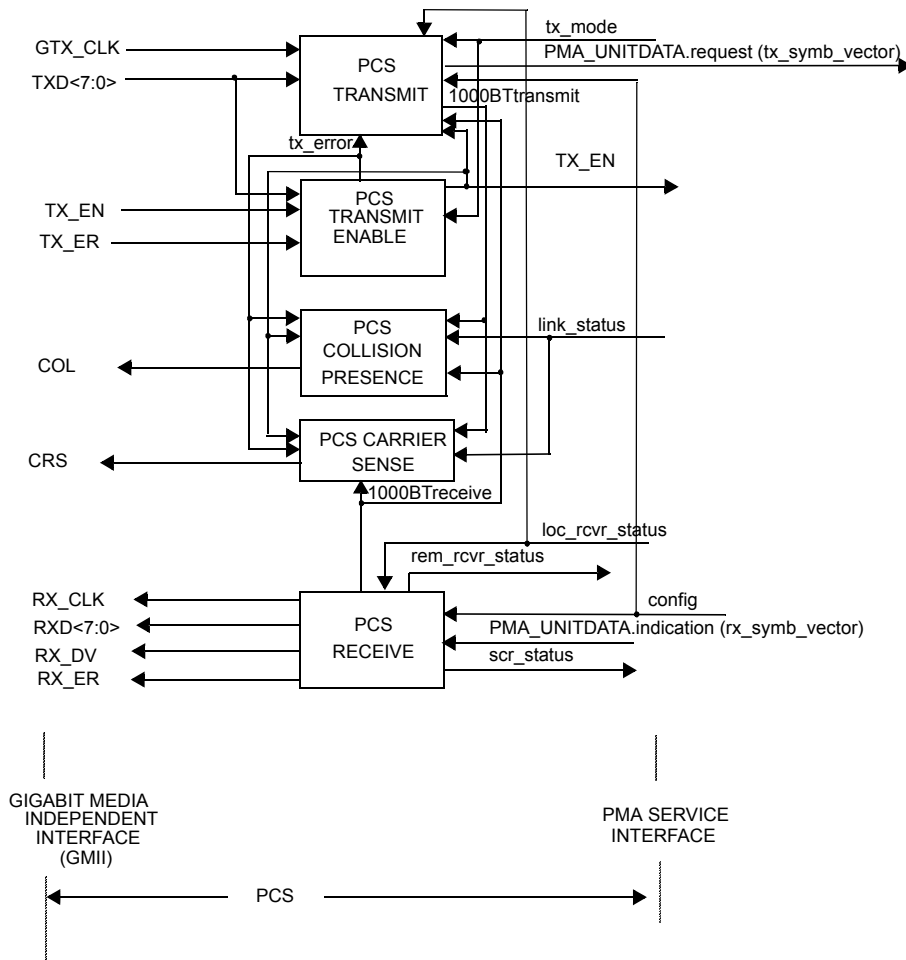 tx_mode
GTX_CLK
PMA_UNITDATA.request (tx_symb_vector)
PCS
TRANSMIT
TXD<7:0>
1000BTtransmit
tx_error
TX_EN
PCS
TRANSMIT
ENABLE
TX_EN
TX_ER
PCS
COLLISION
PRESENCE
link_status
COL
PCS CARRIER
SENSE
CRS
1000BTreceive
loc_rcvr_status
rem_rcvr_status
RX_CLK
config
RXD<7:0>
PCS
RECEIVE
PMA_UNITDATA.indication (rx_symb_vector)
RX_DV
scr_status
RX_ER
GIGABIT MEDIA
INDEPENDENT
INTERFACE
(GMII)
PMA SERVICE
INTERFACE
PCS